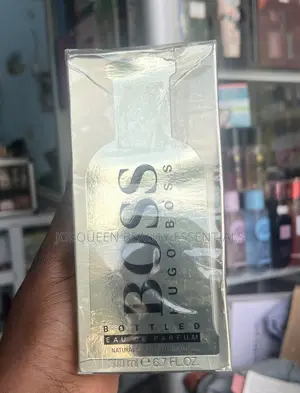 BOSS
HUGO BOSS
BOTTLED
EAU DE PARFUM
℮ 6.7 FL.OZ.